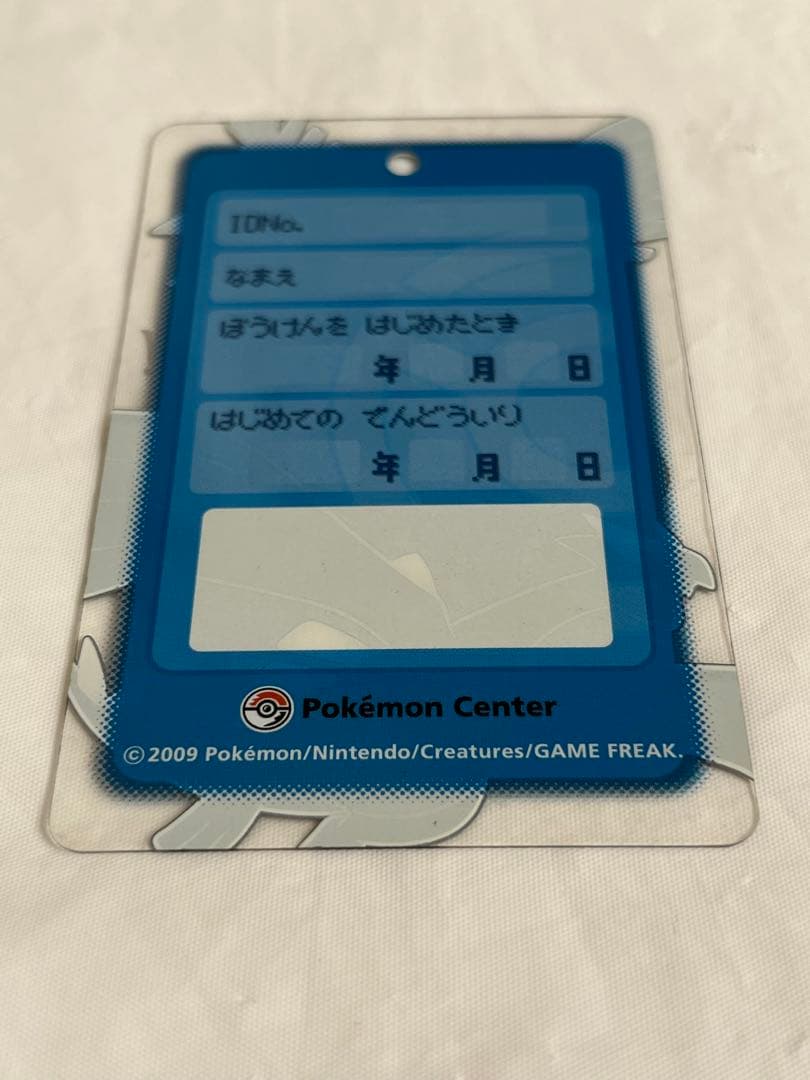 IDNo.
なまえ
ぼうけんを はじめたとき
年 月 日
はじめての でんどういり
年 月 日
Pokémon Center
© 2009 Pokémon/Nintendo/Creatures/GAME FREAK.